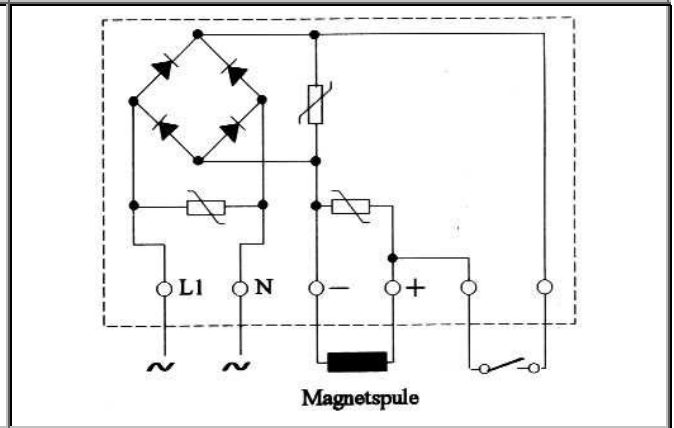 L1 N − +
~ ~
Magnetspule